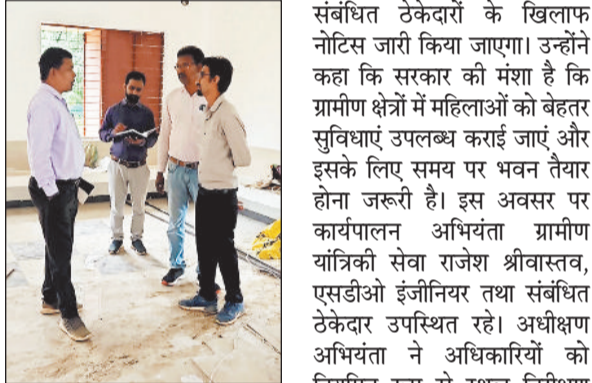 संबंधित ठेकेदारों के खिलाफ
नोटिस जारी किया जाएगा। उन्होंने
कहा कि सरकार की मंशा है कि
ग्रामीण क्षेत्रों में महिलाओं को बेहतर
सुविधाएं उपलब्ध कराई जाएं और
इसके लिए समय पर भवन तैयार
होना जरूरी है। इस अवसर पर
कार्यपालन अभियंता ग्रामीण
यांत्रिकी सेवा राजेश श्रीवास्तव,
एसडीओ इंजीनियर तथा संबंधित
ठेकेदार उपस्थित रहे। अधीक्षण
अभियंता ने अधिकारियों को